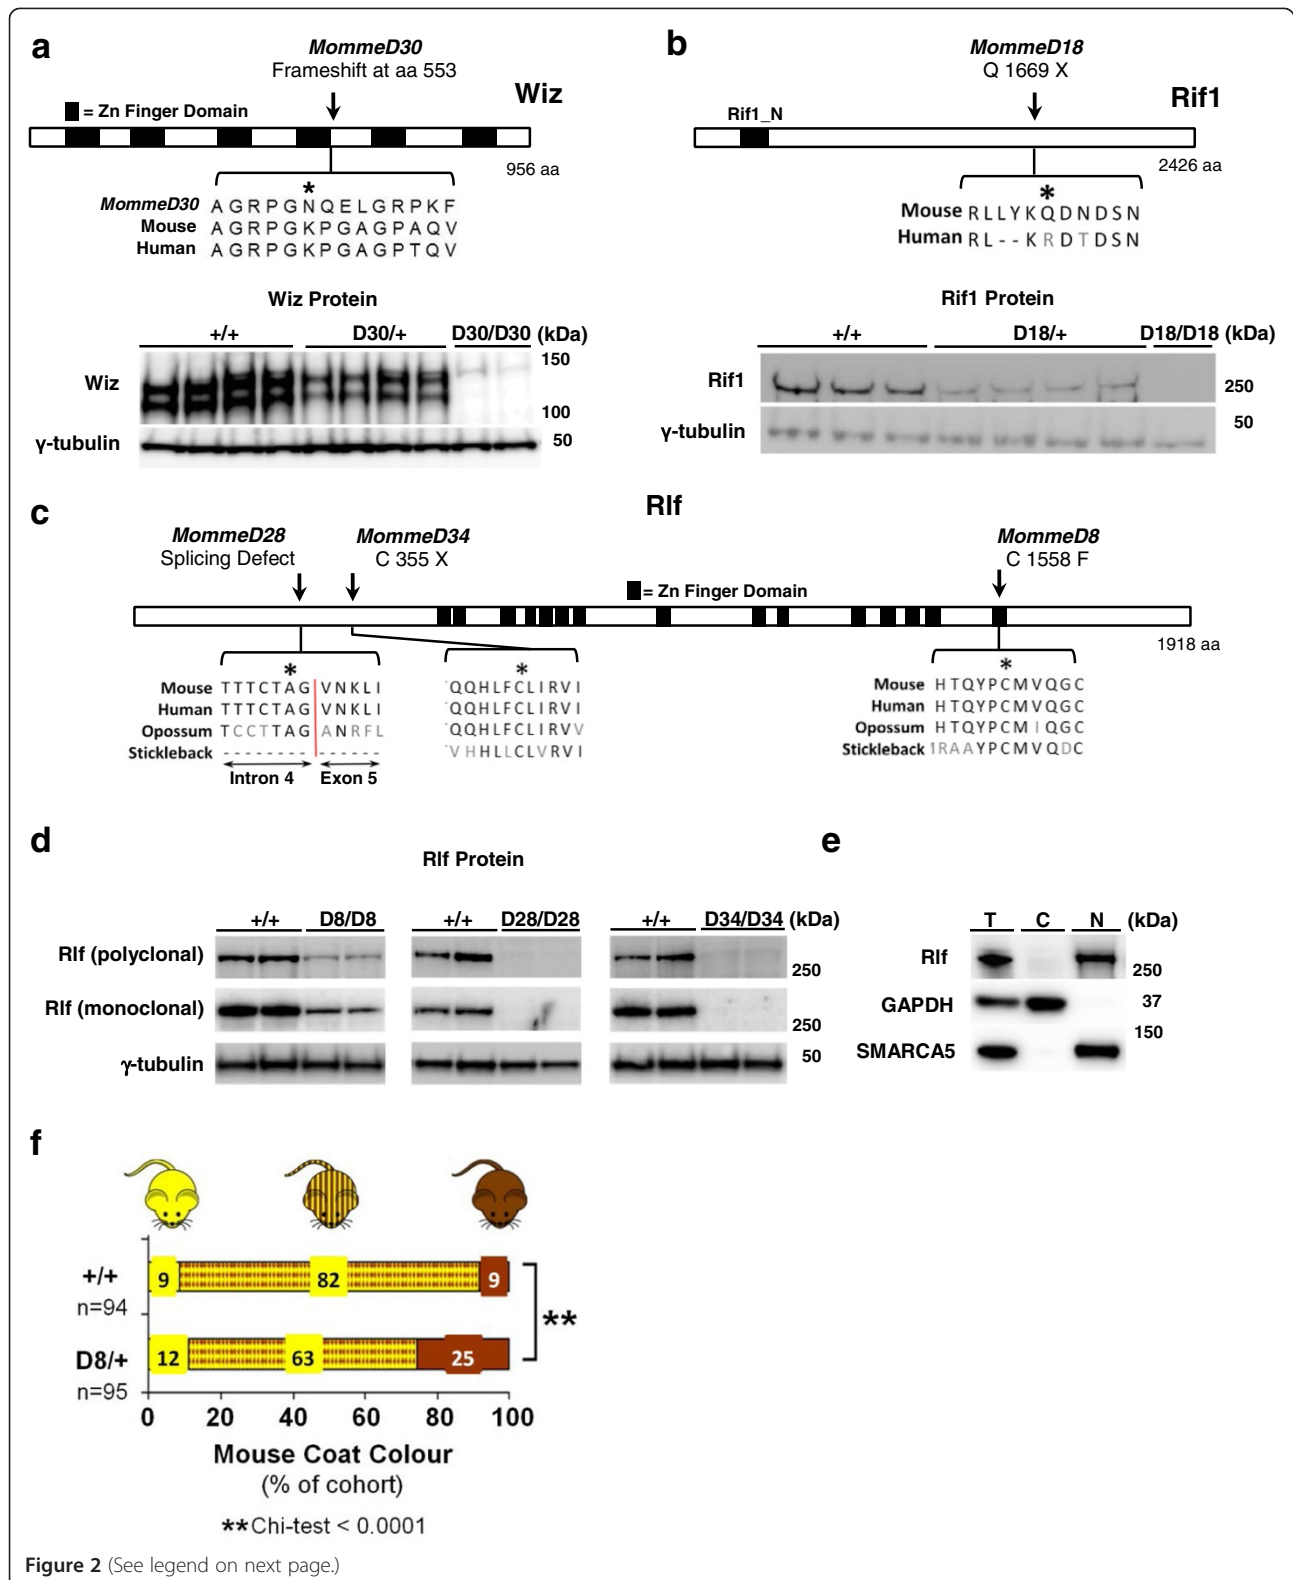 a
MommeD30
Frameshift at aa 553
Wiz
■ = Zn Finger Domain
956 aa
*
MommeD30 A G R P G N Q E L G R P K F
Mouse A G R P G K P G A G P A Q V
Human A G R P G K P G A G P T Q V
Wiz Protein
+/+ D30/+ D30/D30 (kDa)
Wiz
150
100
γ-tubulin
50
b
MommeD18
Q 1669 X
Rif1
Rif1_N
2426 aa
*
Mouse R L L Y K Q D N D S N
Human R L - - K R D T D S N
Rif1 Protein
+/+ D18/+ D18/D18 (kDa)
Rif1
250
γ-tubulin
50
c
Rlf
MommeD28
Splicing Defect
MommeD34
C 355 X
MommeD8
C 1558 F
■ = Zn Finger Domain
1918 aa
* * *
Mouse T T T C T A G V N K L I
Human T T T C T A G V N K L I
Opossum T C C T T A G A N R F L
Stickleback - - - - - - - - - - - -
Intron 4 Exon 5
Q Q H L F C L I R V I
Q Q H L F C L I R V I
Q Q H L F C L I R V V
V H H L L C L V R V I
Mouse H T Q Y P C M V Q G C
Human H T Q Y P C M V Q G C
Opossum H T Q Y P C M I Q G C
Stickleback R A A Y P C M V Q D C
d
Rlf Protein
+/+ D8/D8 +/+ D28/D28 +/+ D34/D34 (kDa)
Rlf (polyclonal)
250
Rlf (monoclonal)
250
γ-tubulin
50
e
T C N (kDa)
Rlf
250
GAPDH
37
150
SMARCA5
f
+/+
n=94
9 82 9
**
D8/+
n=95
12 63 25
0 20 40 60 80 100
Mouse Coat Colour
(% of cohort)
**Chi-test < 0.0001
Figure 2 (See legend on next page.)